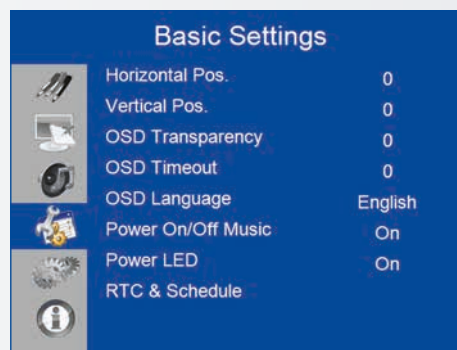 Basic Settings
Horizontal Pos. 0
Vertical Pos. 0
OSD Transparency 0
OSD Timeout 0
OSD Language English
Power On/Off Music On
Power LED On
RTC & Schedule